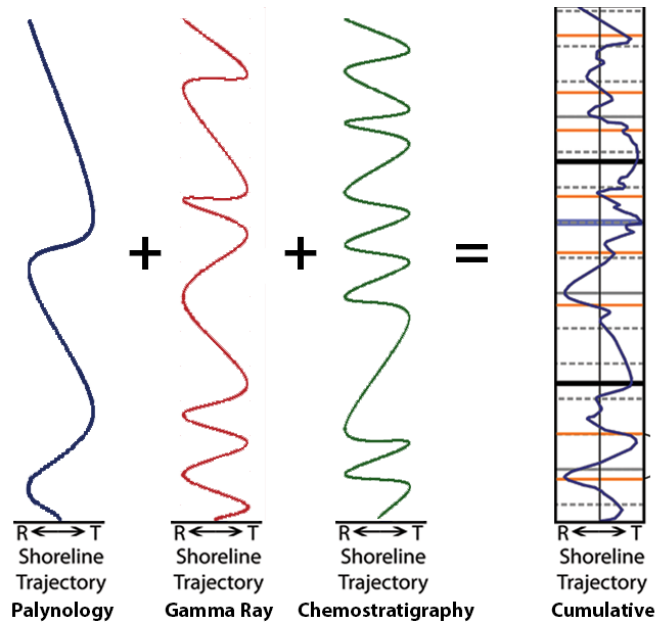 + + =
R T R T R T R T
Shoreline Shoreline Shoreline Shoreline
Trajectory Trajectory Trajectory Trajectory
Palynology Gamma Ray Chemostratigraphy Cumulative